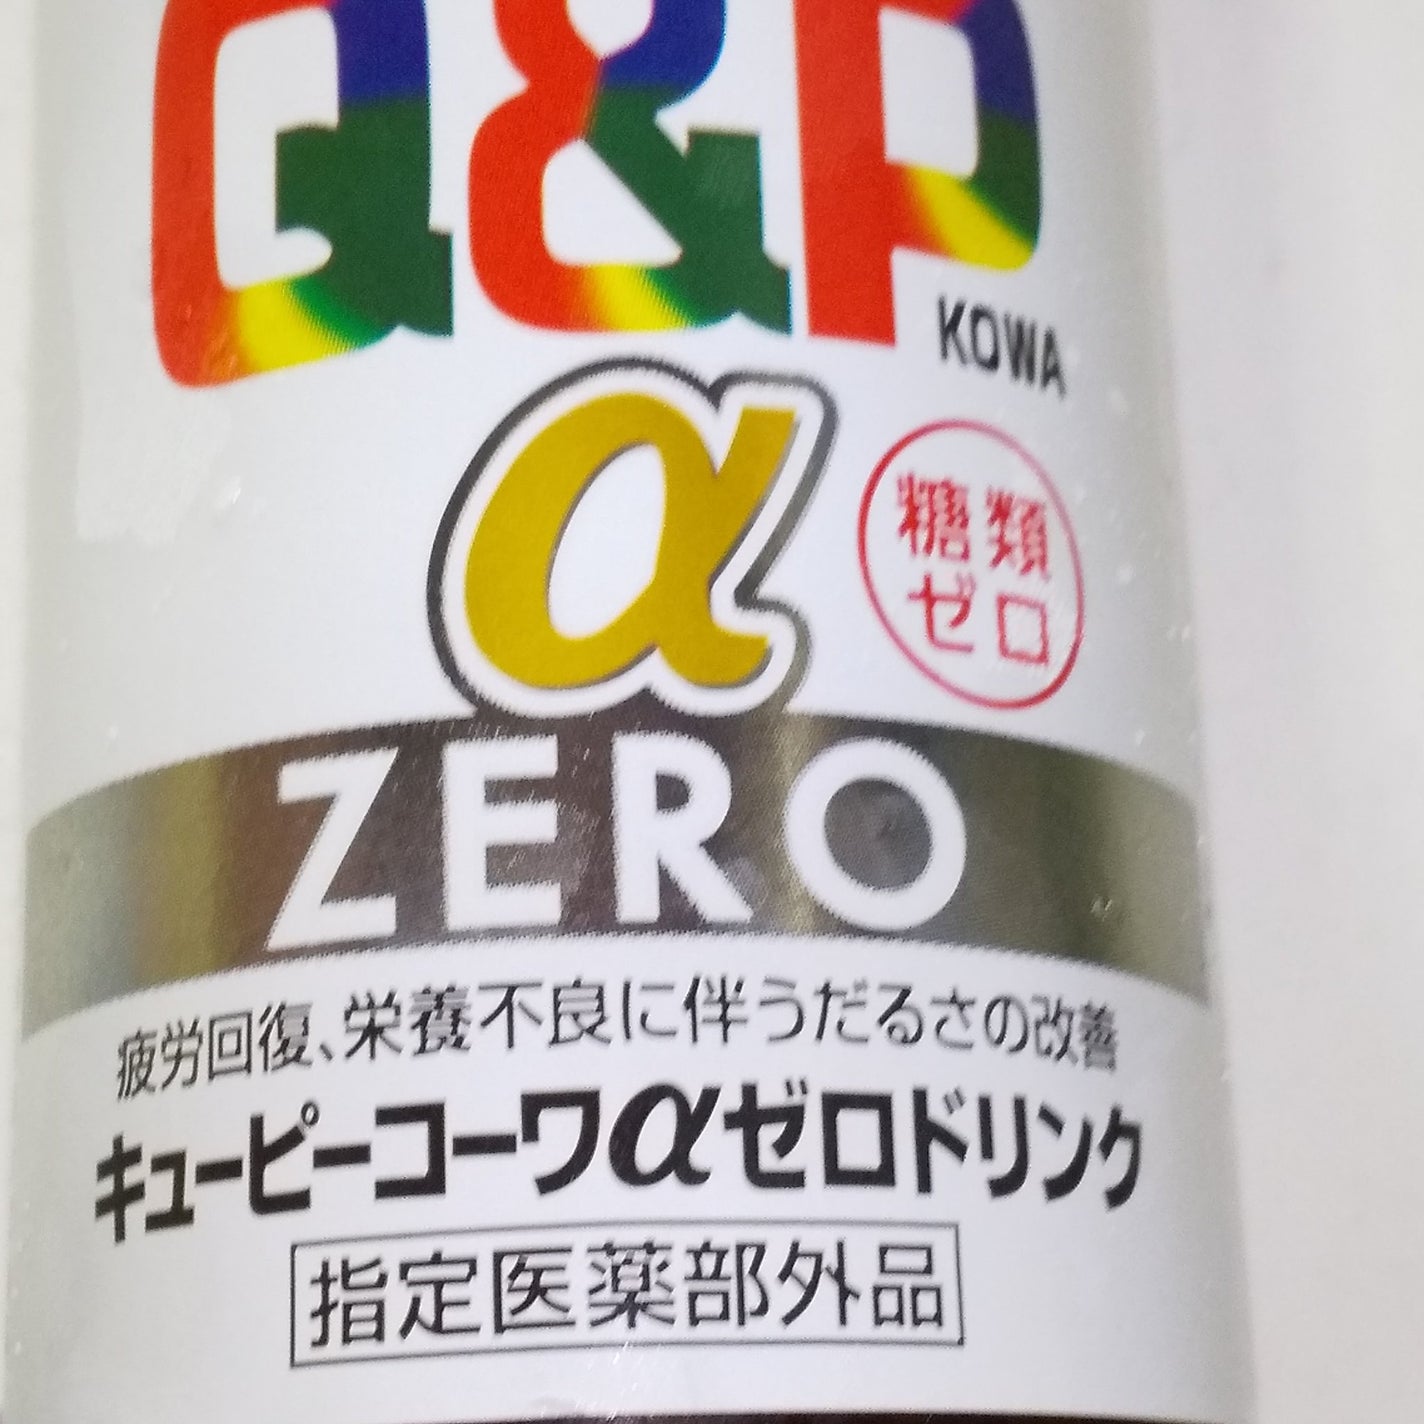 Q&P
KOWA
α
糖類
ゼロ
ZERO
疲労回復、栄養不良に伴うだるさの改善
キューピーコーワαゼロドリンク
指定医薬部外品